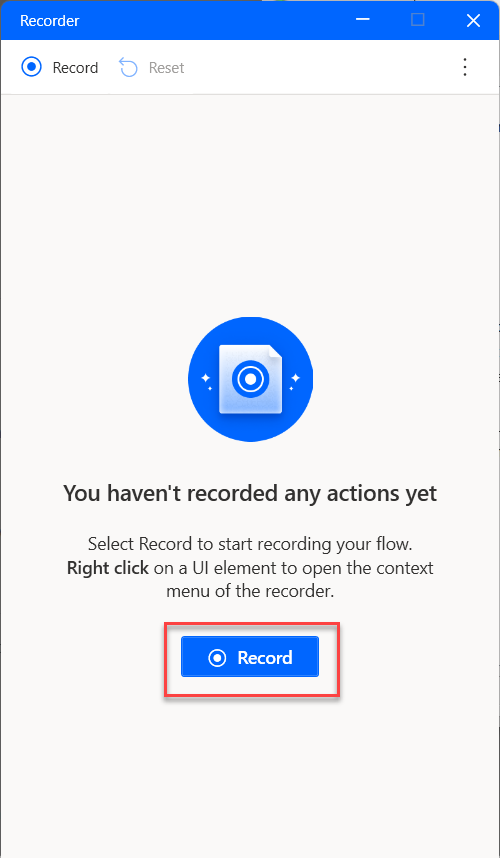 Recorder
Record
Reset
You haven't recorded any actions yet
Select Record to start recording your flow.
Right click on a UI element to open the context
menu of the recorder.
Record